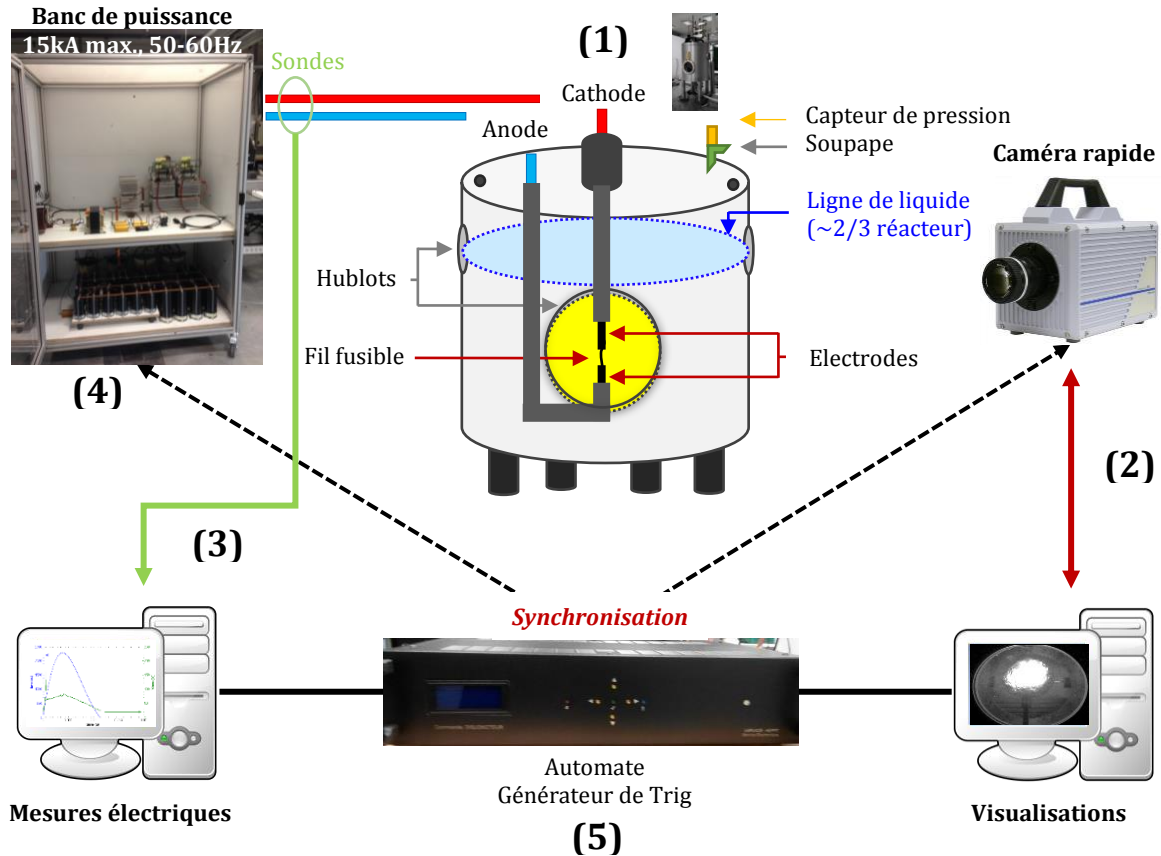 Banc de puissance
15kA max., 50-60Hz
(1)
Sondes
Cathode
Anode
Capteur de pression
Soupape
Caméra rapide
Ligne de liquide
(~2/3 réacteur)
Hublots
Fil fusible
Electrodes
(4)
(2)
(3)
Synchronisation
Automate
Générateur de Trig
(5)
Mesures électriques
Visualisations